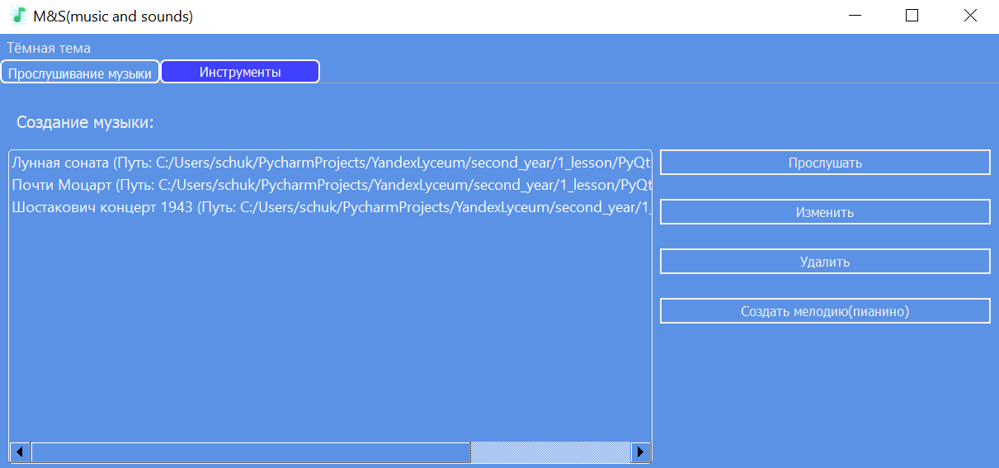 M&S(music and sounds)
Тёмная тема
Прослушивание музыки
Инструменты
Создание музыки:
Лунная соната (Путь: C:/Users/schuk/PycharmProjects/YandexLyceum/second_year/1_lesson/PyQt
Почти Моцарт (Путь: C:/Users/schuk/PycharmProjects/YandexLyceum/second_year/1_lesson/PyQt
Шостакович концерт 1943 (Путь: C:/Users/schuk/PycharmProjects/YandexLyceum/second_year/1_
Прослушать
Изменить
Удалить
Создать мелодию(пианино)